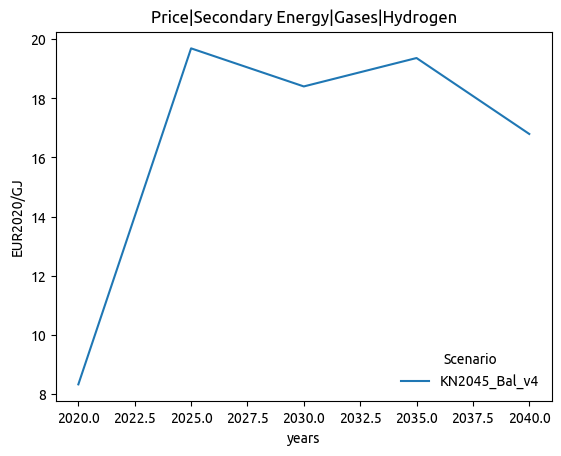 Price|Secondary Energy|Gases|Hydrogen
20
18
16
14
12
10
8
EUR2020/GJ
Scenario
KN2045_Bal_v4
2020.0 2022.5 2025.0 2027.5 2030.0 2032.5 2035.0 2037.5 2040.0
years